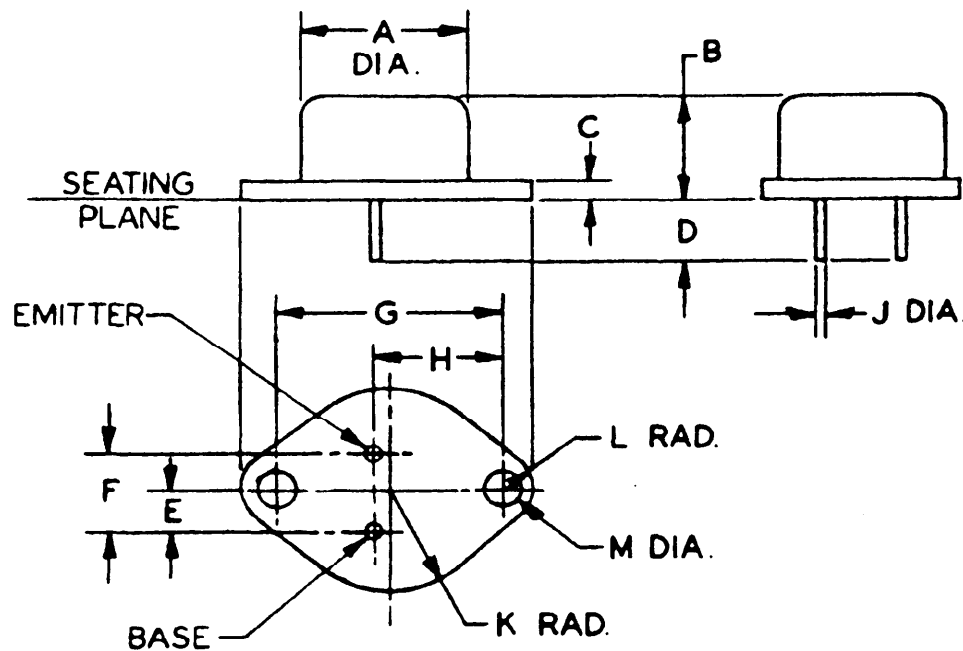 A
DIA.
B
C
SEATING
PLANE
D
EMITTER
G
J DIA.
H
L RAD.
F
E
M DIA.
BASE
K RAD.